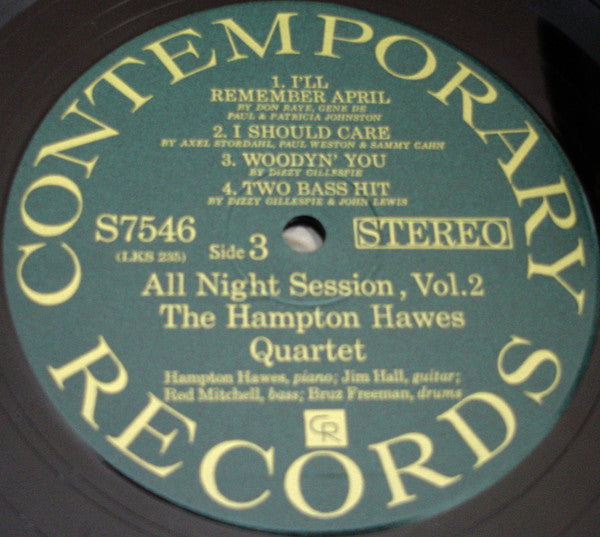 CONTEMPORARY
1. I'LL
REMEMBER APRIL
BY DON RAYE, GENE DE
PAUL & PATRICIA JOHNSTON
2. I SHOULD CARE
BY AXEL STORDAHL, PAUL WESTON & SAMMY CAHN
3. WOODYN' YOU
BY DIZZY GILLESPIE
4. TWO BASS HIT
BY DIZZY GILLESPIE & JOHN LEWIS
S7546
(LKS 235)
Side 3
STEREO
All Night Session, Vol.2
The Hampton Hawes
Quartet
Hampton Hawes, piano; Jim Hall, guitar;
Red Mitchell, bass; Bruz Freeman, drums
CR
RECORDS